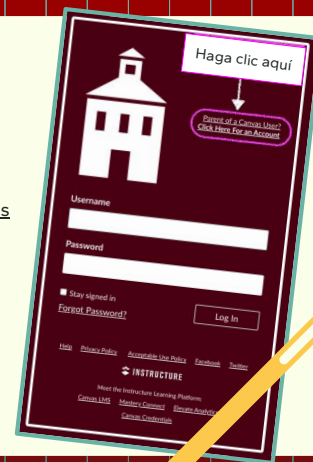 Haga clic aquí
Parent of a Canvas User?
Click Here For an Account
s
Username
Password
Stay signed in
Forgot Password?
Log In
Help Privacy Policy Acceptable Use Policy Facebook Twitter
INSTRUCTURE
Meet the Instructure Learning Platform:
Canvas LMS Mastery Connect Elevate Analytics
Canvas Credentials